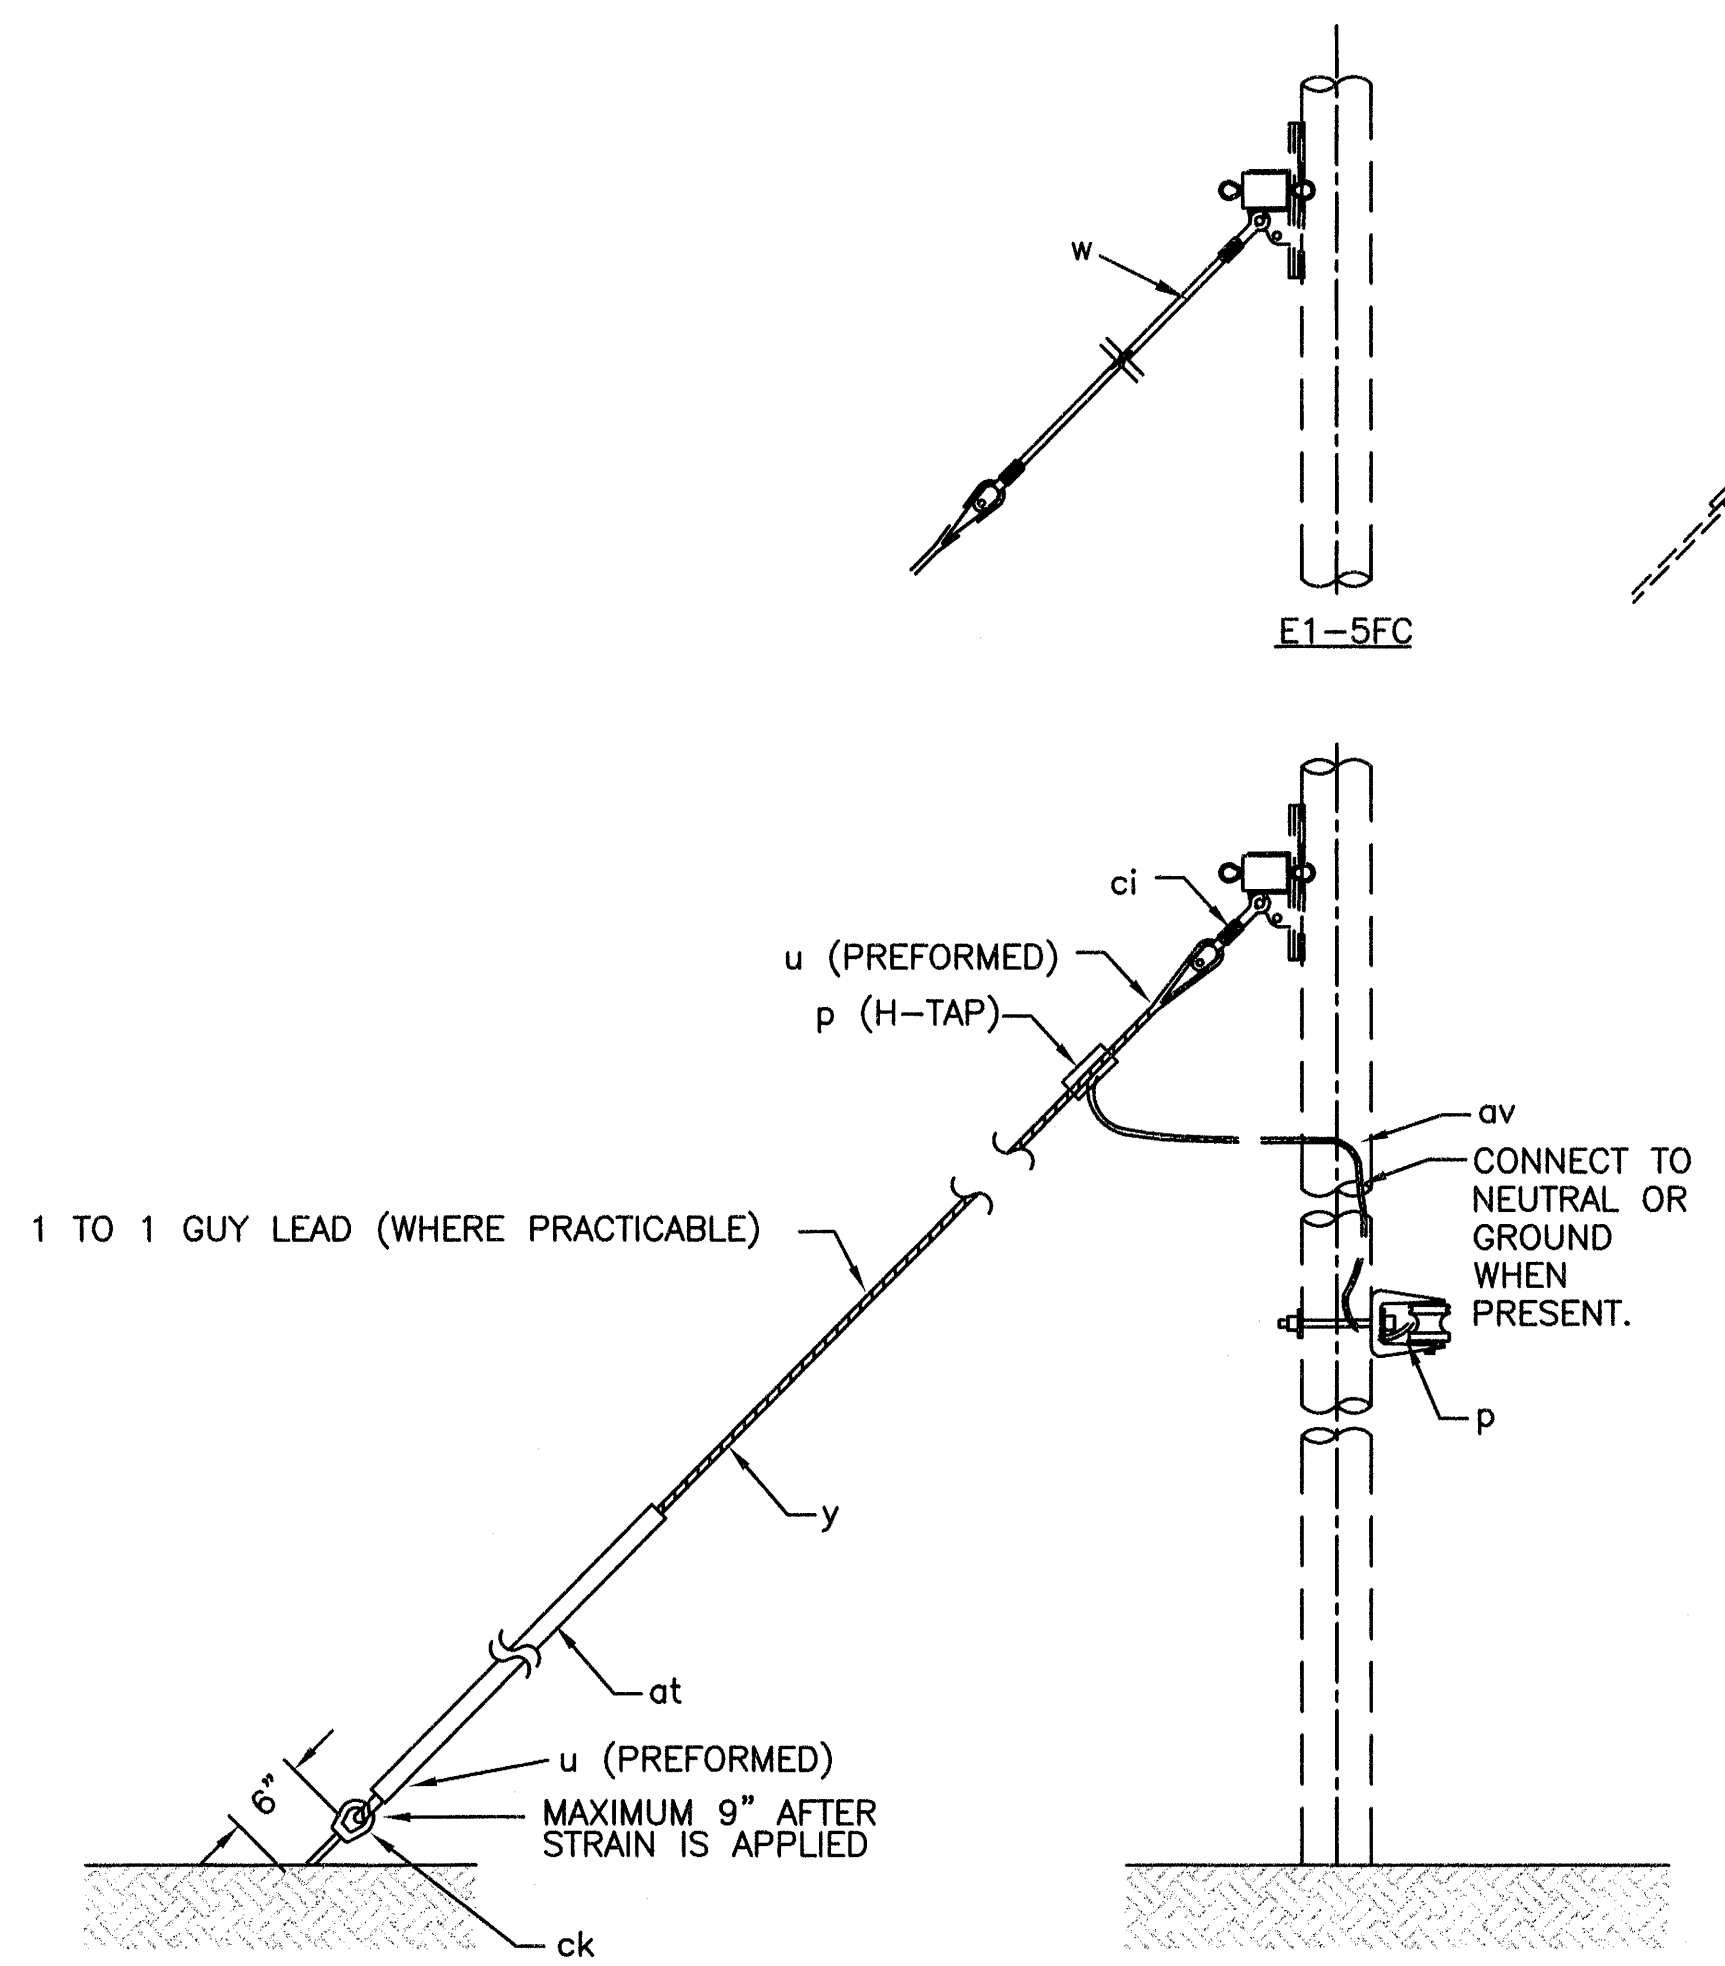 w
E1-5FC
ci
u (PREFORMED)
p (H-TAP)
av
CONNECT TO
NEUTRAL OR
GROUND
WHEN
PRESENT.
1 TO 1 GUY LEAD (WHERE PRACTICABLE)
p
y
at
u (PREFORMED)
6"
MAXIMUM 9" AFTER
STRAIN IS APPLIED
ck